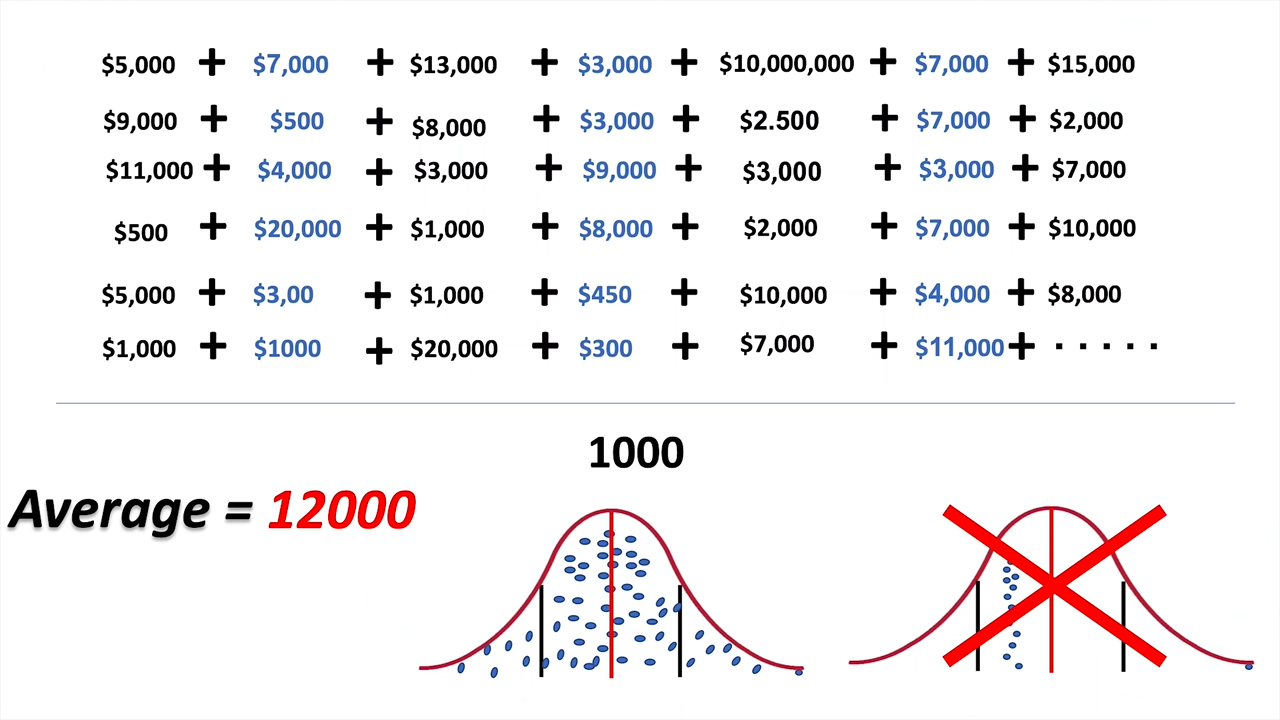 $5,000 + $7,000 + $13,000 + $3,000 + $10,000,000 + $7,000 + $15,000
$9,000 + $500 + $8,000 + $3,000 + $2.500 + $7,000 + $2,000
$11,000 + $4,000 + $3,000 + $9,000 + $3,000 + $3,000 + $7,000
$500 + $20,000 + $1,000 + $8,000 + $2,000 + $7,000 + $10,000
$5,000 + $3,00 + $1,000 + $450 + $10,000 + $4,000 + $8,000
$1,000 + $1000 + $20,000 + $300 + $7,000 + $11,000 + . . . . .
1000
Average = 12000